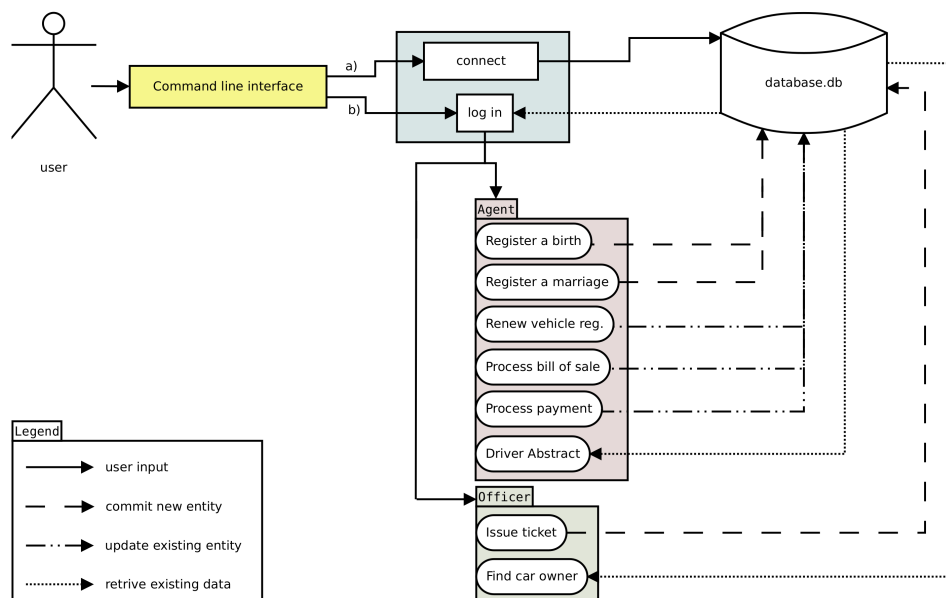 connect
database.db
a)
Command line interface
b)
log in
user
Agent
Register a birth
Register a marriage
Renew vehicle reg.
Process bill of sale
Process payment
Driver Abstract
Officer
Issue ticket
Find car owner
Legend
user input
commit new entity
update existing entity
retrive existing data